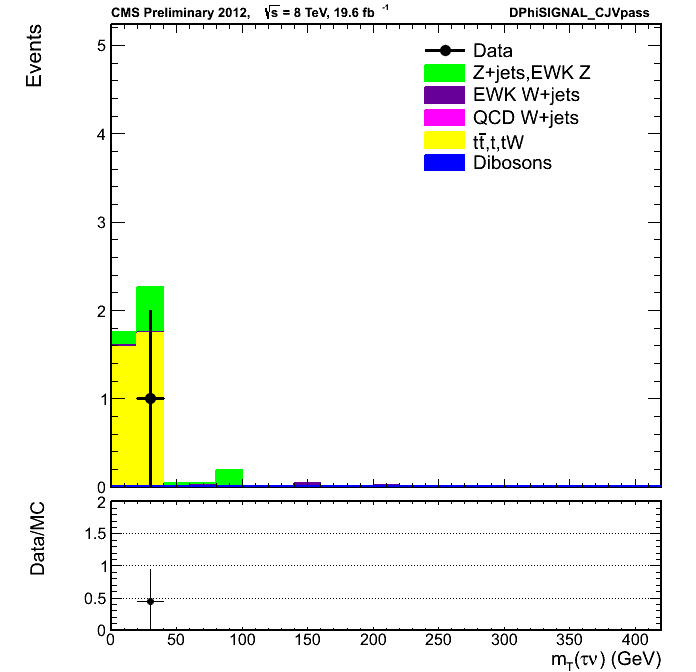 CMS Preliminary 2012, √s = 8 TeV, 19.6 fb⁻¹ DPhiSIGNAL_CJVpass
Events
5
4
3
2
1
0
Data
Z+jets,EWK Z
EWK W+jets
QCD W+jets
tt̅,t,tW
Dibosons
Data/MC
2
1.5
1
0.5
0
0 50 100 150 200 250 300 350 400
m_T(τν) (GeV)